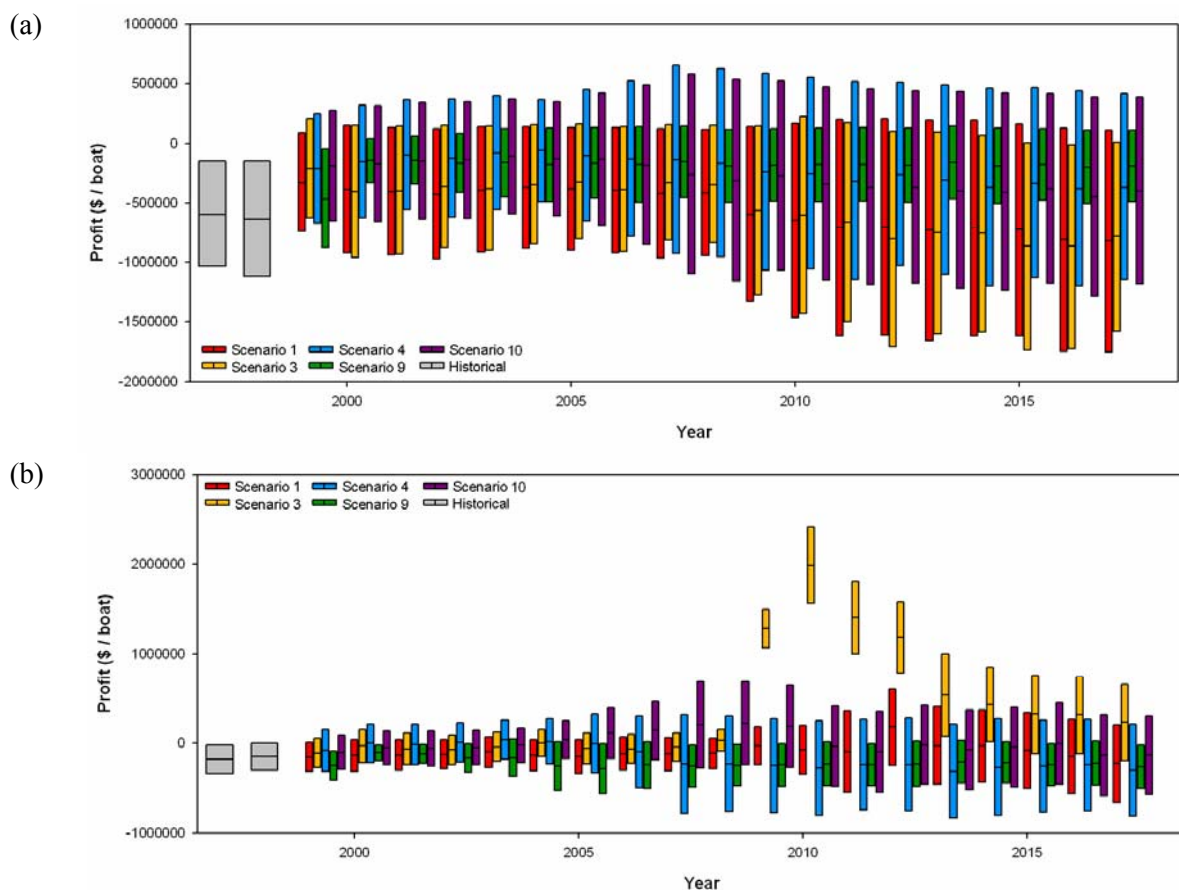 (a)
1000000
500000
0
-500000
-1000000
-1500000
-2000000
Profit ($ / boat)
Scenario 1 Scenario 4 Scenario 10
Scenario 3 Scenario 9 Historical
2000 2005 2010 2015
Year
(b)
3000000
2000000
1000000
0
-1000000
Profit ($ / boat)
Scenario 1 Scenario 4 Scenario 10
Scenario 3 Scenario 9 Historical
2000 2005 2010 2015
Year